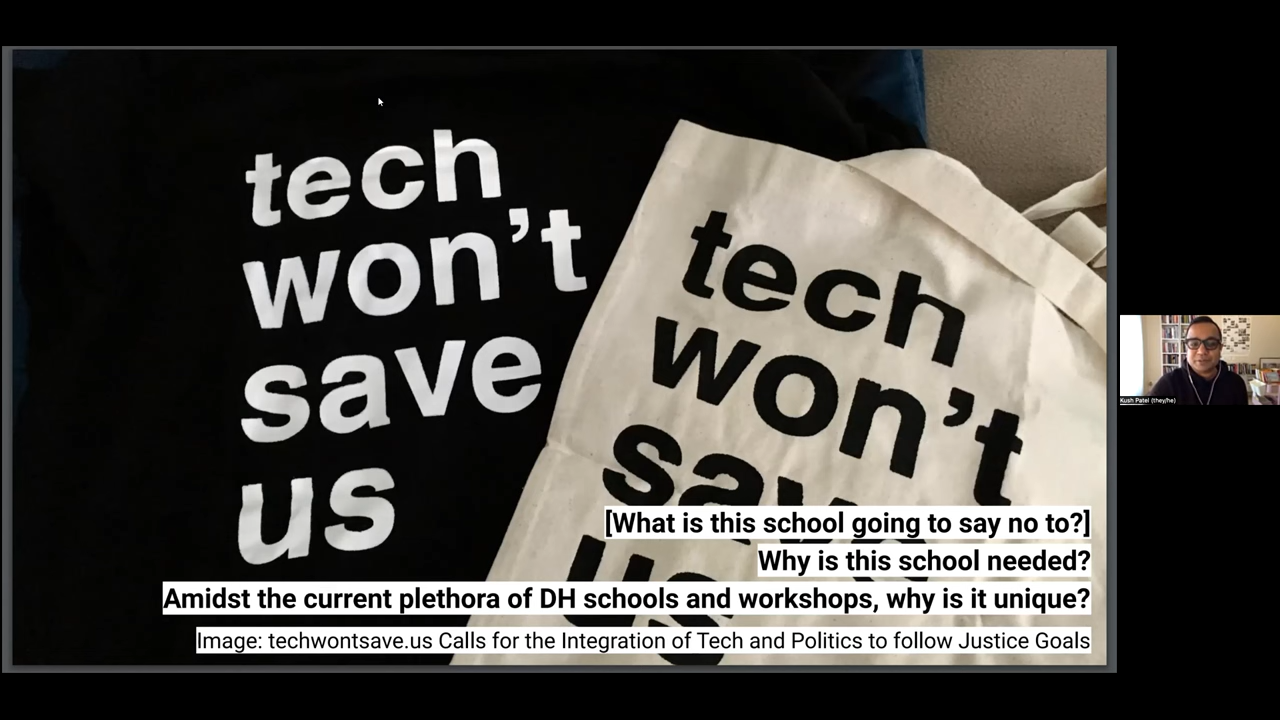 tech
won't
save
us
tech
won't
save
us
[What is this school going to say no to?]
Why is this school needed?
Amidst the current plethora of DH schools and workshops, why is it unique?
Image: techwontsave.us Calls for the Integration of Tech and Politics to follow Justice Goals
Kush Patel (they/he)